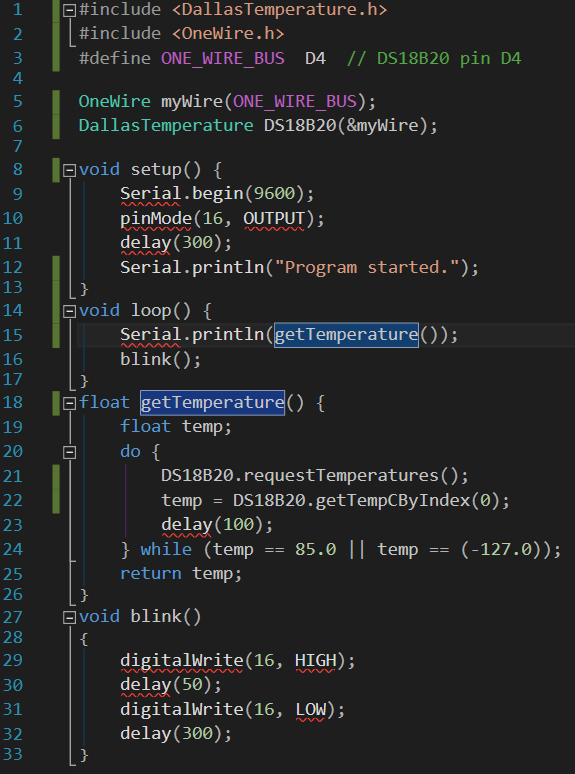 1 #include <DallasTemperature.h>
2 #include <OneWire.h>
3 #define ONE_WIRE_BUS  D4  // DS18B20 pin D4
4
5 OneWire myWire(ONE_WIRE_BUS);
6 DallasTemperature DS18B20(&myWire);
7
8 void setup() {
9     Serial.begin(9600);
10     pinMode(16, OUTPUT);
11     delay(300);
12     Serial.println("Program started.");
13 }
14 void loop() {
15     Serial.println(getTemperature());
16     blink();
17 }
18 float getTemperature() {
19     float temp;
20     do {
21         DS18B20.requestTemperatures();
22         temp = DS18B20.getTempCByIndex(0);
23         delay(100);
24     } while (temp == 85.0 || temp == (-127.0));
25     return temp;
26 }
27 void blink()
28 {
29     digitalWrite(16, HIGH);
30     delay(50);
31     digitalWrite(16, LOW);
32     delay(300);
33 }